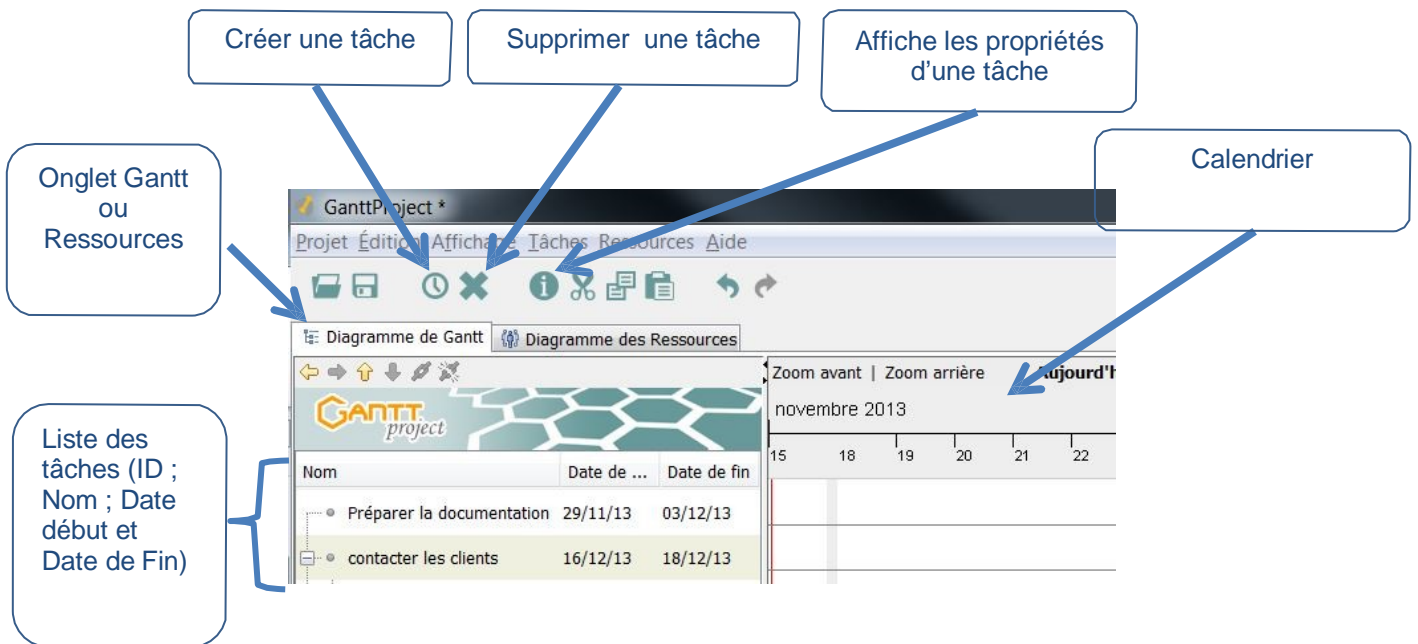 Créer une tâche
Supprimer une tâche
Affiche les propriétés
d'une tâche
Calendrier
Onglet Gantt
ou
Ressources
GanttProject *
Projet Édition Affichage Tâches Ressources Aide
Diagramme de Gantt
Diagramme des Ressources
Zoom avant | Zoom arrière
Aujourd'h
GANTT
project
novembre 2013
15 18 19 20 21 22
Nom Date de ... Date de fin
Préparer la documentation 29/11/13 03/12/13
contacter les clients 16/12/13 18/12/13
Liste des
tâches (ID ;
Nom ; Date
début et
Date de Fin)